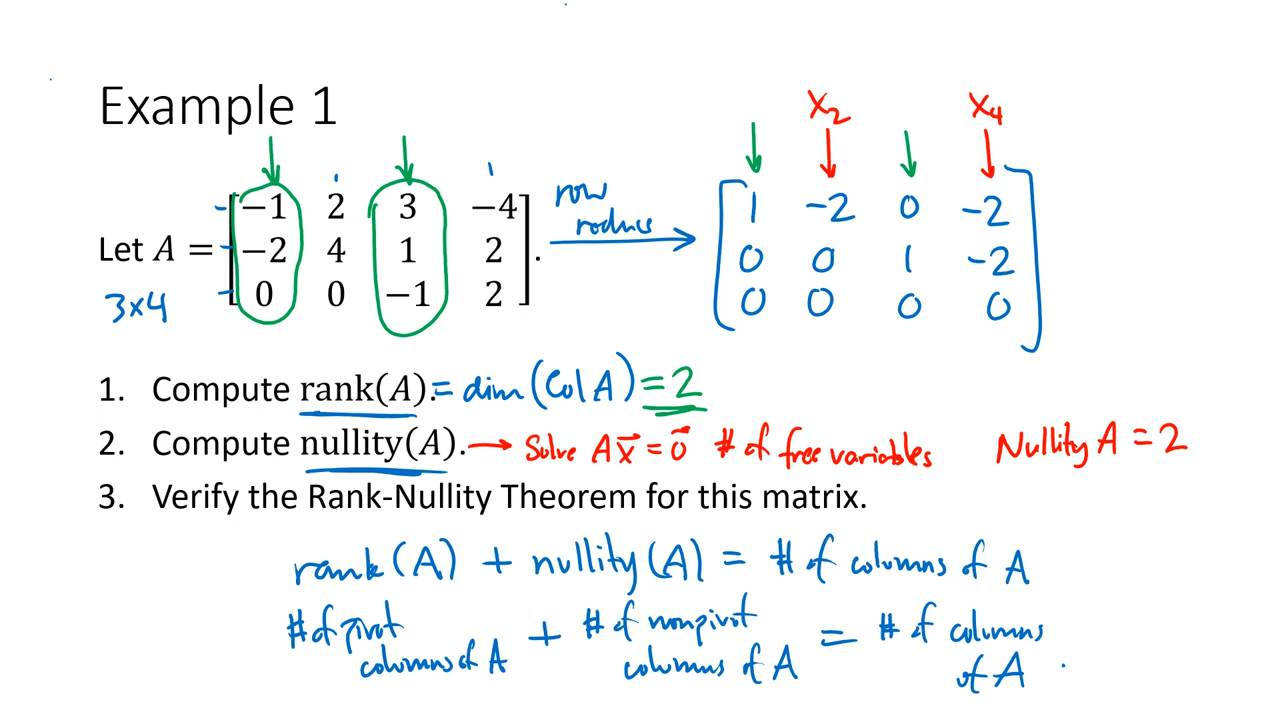 Example 1
x₂ x₄
Let A = [−1 2 3 −4
−2 4 1 2
0 0 −1 2].
3x4
row
reduce
[1 −2 0 −2
0 0 1 −2
0 0 0 0]
1. Compute rank(A). = dim(Col A) = 2
2. Compute nullity(A). → Solve Ax⃗ = 0⃗ # of free variables Nullity A = 2
3. Verify the Rank-Nullity Theorem for this matrix.
rank(A) + nullity(A) = # of columns of A
# of pivot columns of A + # of nonpivot columns of A = # of columns of A